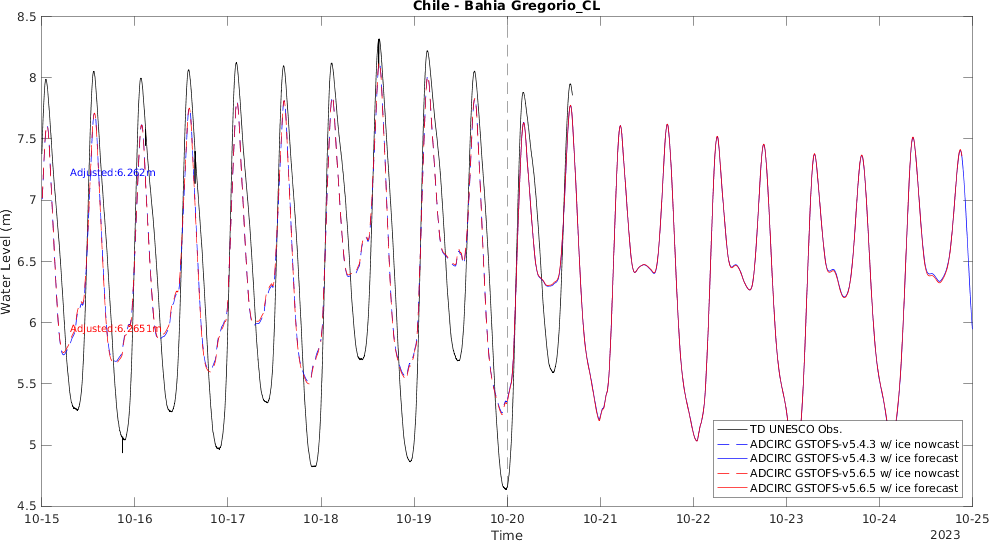 Chile - Bahia Gregorio_CL
8.5
8
7.5
7
6.5
6
5.5
5
4.5
Water Level (m)
Adjusted:6.262m
Adjusted:6.2651m
TD UNESCO Obs.
ADCIRC GSTOFS-v5.4.3 w/ ice nowcast
ADCIRC GSTOFS-v5.4.3 w/ ice forecast
ADCIRC GSTOFS-v5.6.5 w/ ice nowcast
ADCIRC GSTOFS-v5.6.5 w/ ice forecast
10-15 10-16 10-17 10-18 10-19 10-20 10-21 10-22 10-23 10-24 10-25
Time
2023